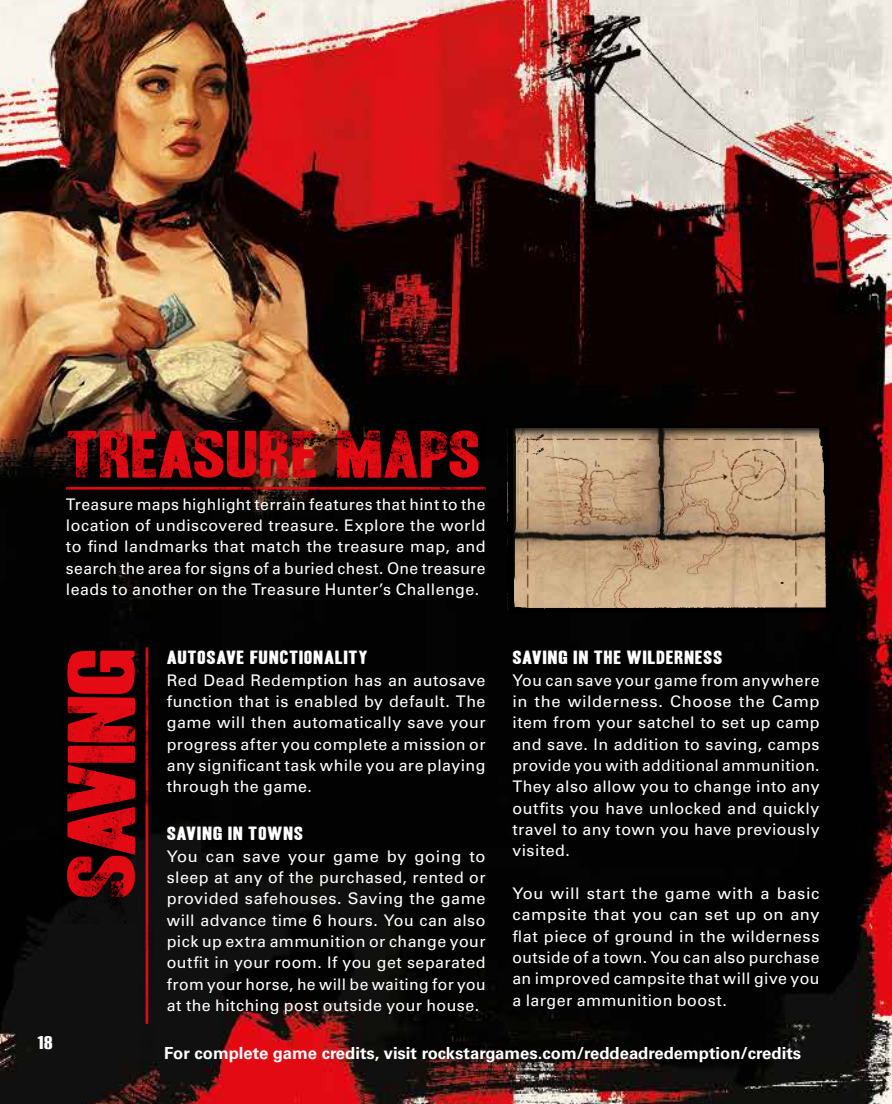 TREASURE MAPS
Treasure maps highlight terrain features that hint to the
location of undiscovered treasure. Explore the world
to find landmarks that match the treasure map, and
search the area for signs of a buried chest. One treasure
leads to another on the Treasure Hunter’s Challenge.
SAVING
AUTOSAVE FUNCTIONALITY
Red Dead Redemption has an autosave
function that is enabled by default. The
game will then automatically save your
progress after you complete a mission or
any significant task while you are playing
through the game.
SAVING IN TOWNS
You can save your game by going to
sleep at any of the purchased, rented or
provided safehouses. Saving the game
will advance time 6 hours. You can also
pick up extra ammunition or change your
outfit in your room. If you get separated
from your horse, he will be waiting for you
at the hitching post outside your house.
SAVING IN THE WILDERNESS
You can save your game from anywhere
in the wilderness. Choose the Camp
item from your satchel to set up camp
and save. In addition to saving, camps
provide you with additional ammunition.
They also allow you to change into any
outfits you have unlocked and quickly
travel to any town you have previously
visited.
You will start the game with a basic
campsite that you can set up on any
flat piece of ground in the wilderness
outside of a town. You can also purchase
an improved campsite that will give you
a larger ammunition boost.
18
For complete game credits, visit rockstargames.com/reddeadredemption/credits